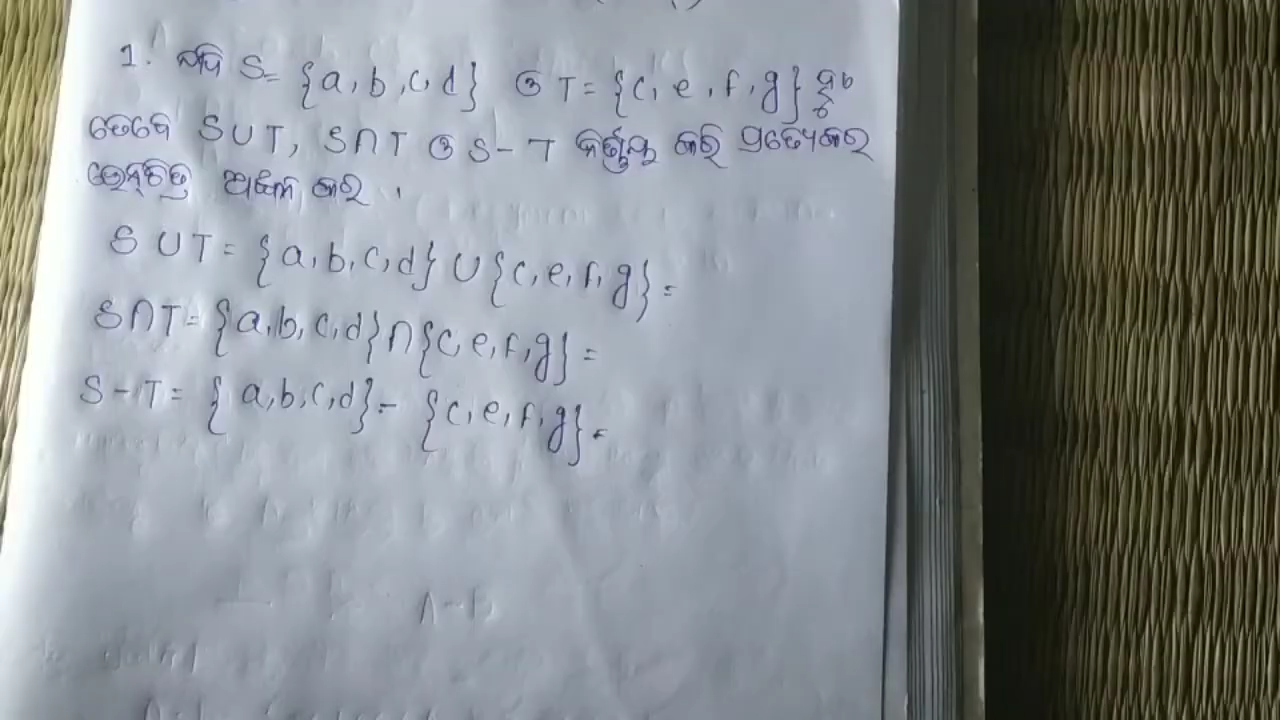 1. ଯଦି S = {a, b, c, d} ଓ T = {c, e, f, g} ହୁଏ
ତେବେ S U T, S ∩ T ଓ S - T ନିର୍ଣ୍ଣୟ କରି ପ୍ରତ୍ୟେକର
ଭେନ୍‌ଚିତ୍ର ଅଙ୍କନ କର ।
S U T = {a, b, c, d} U {c, e, f, g} =
S ∩ T = {a, b, c, d} ∩ {c, e, f, g} =
S - T = {a, b, c, d} - {c, e, f, g} =